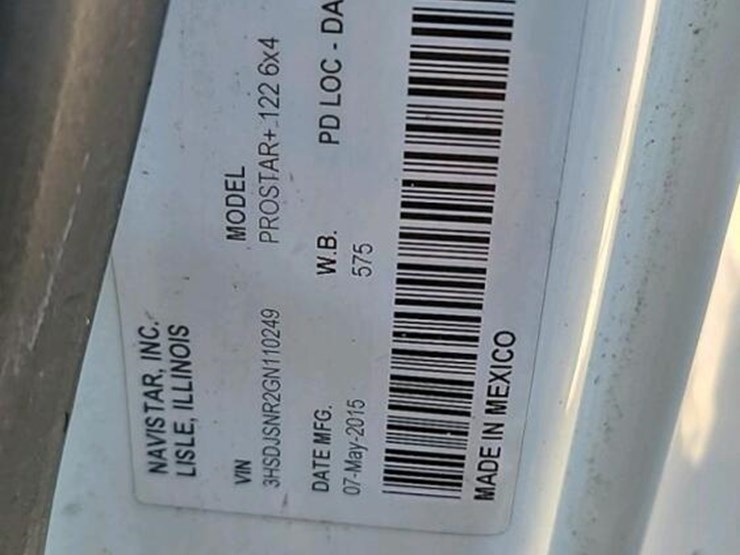 NAVISTAR, INC.
LISLE, ILLINOIS
VIN MODEL
3HSDJSNR2GN110249 PROSTAR+ 122 6x4
DATE MFG. W.B. PD LOC - DA
07-May-2015 575
MADE IN MEXICO